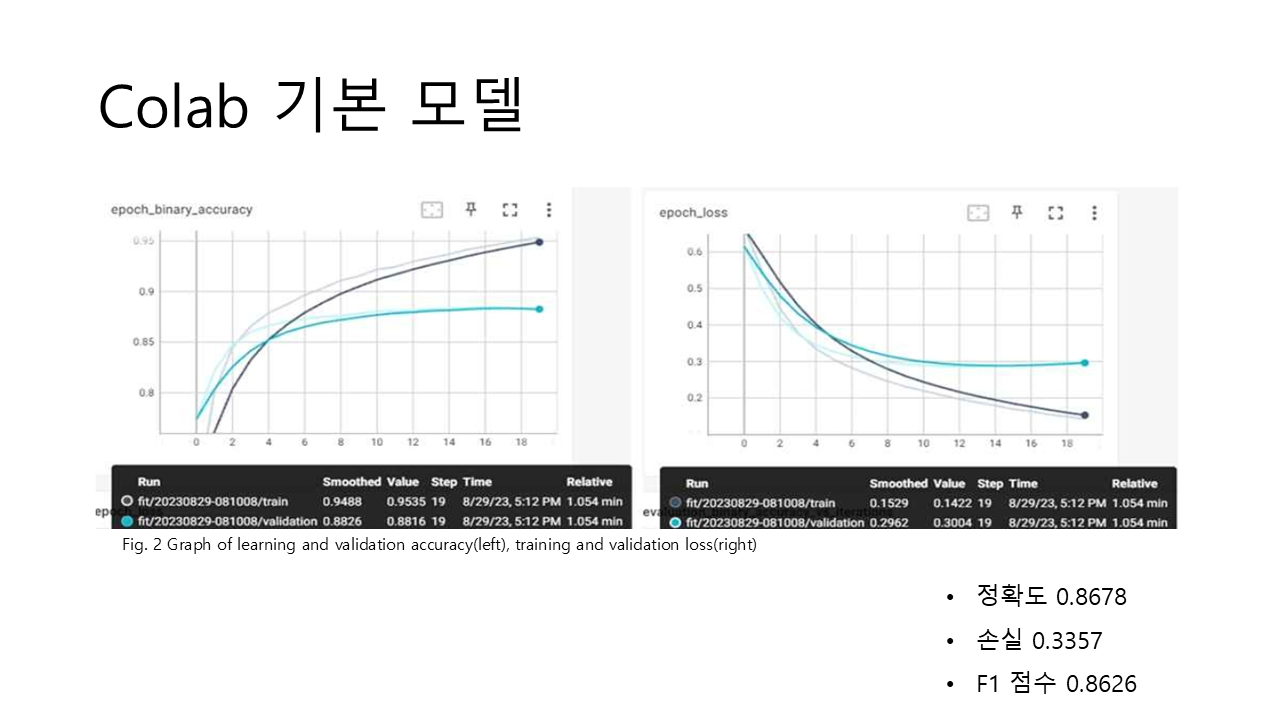 Colab 기본 모델
epoch_binary_accuracy
0.95
0.9
0.85
0.8
0 2 4 6 8 10 12 14 16 18
Run Smoothed Value Step Time Relative
fit/20230829-081008/train 0.9488 0.9535 19 8/29/23, 5:12 PM 1.054 min
fit/20230829-081008/validation 0.8826 0.8816 19 8/29/23, 5:12 PM 1.054 min
epoch_loss
epoch_loss
0.6
0.5
0.4
0.3
0.2
0 2 4 6 8 10 12 14 16 18
Run Smoothed Value Step Time Relative
fit/20230829-081008/train 0.1529 0.1422 19 8/29/23, 5:12 PM 1.054 min
evaluation_binary_accuracy_vs_iterations
fit/20230829-081008/validation 0.2962 0.3004 19 8/29/23, 5:12 PM 1.054 min
Fig. 2 Graph of learning and validation accuracy(left), training and validation loss(right)
• 정확도 0.8678
• 손실 0.3357
• F1 점수 0.8626